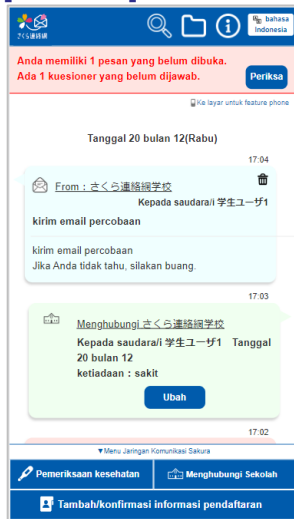 さくら連絡網
bahasa
Indonesia
Anda memiliki 1 pesan yang belum dibuka.
Ada 1 kuesioner yang belum dijawab.
Periksa
Ke layar untuk feature phone
Tanggal 20 bulan 12(Rabu)
17:04
From：さくら連絡網学校
Kepada saudara/i 学生ユーザ1
kirim email percobaan
kirim email percobaan
Jika Anda tidak tahu, silakan buang.
17:03
Menghubungi さくら連絡網学校
Kepada saudara/i 学生ユーザ1 Tanggal
20 bulan 12
ketiadaan：sakit
Ubah
17:02
▼Menu Jaringan Komunikasi Sakura
Pemeriksaan kesehatan
Menghubungi Sekolah
Tambah/konfirmasi informasi pendaftaran